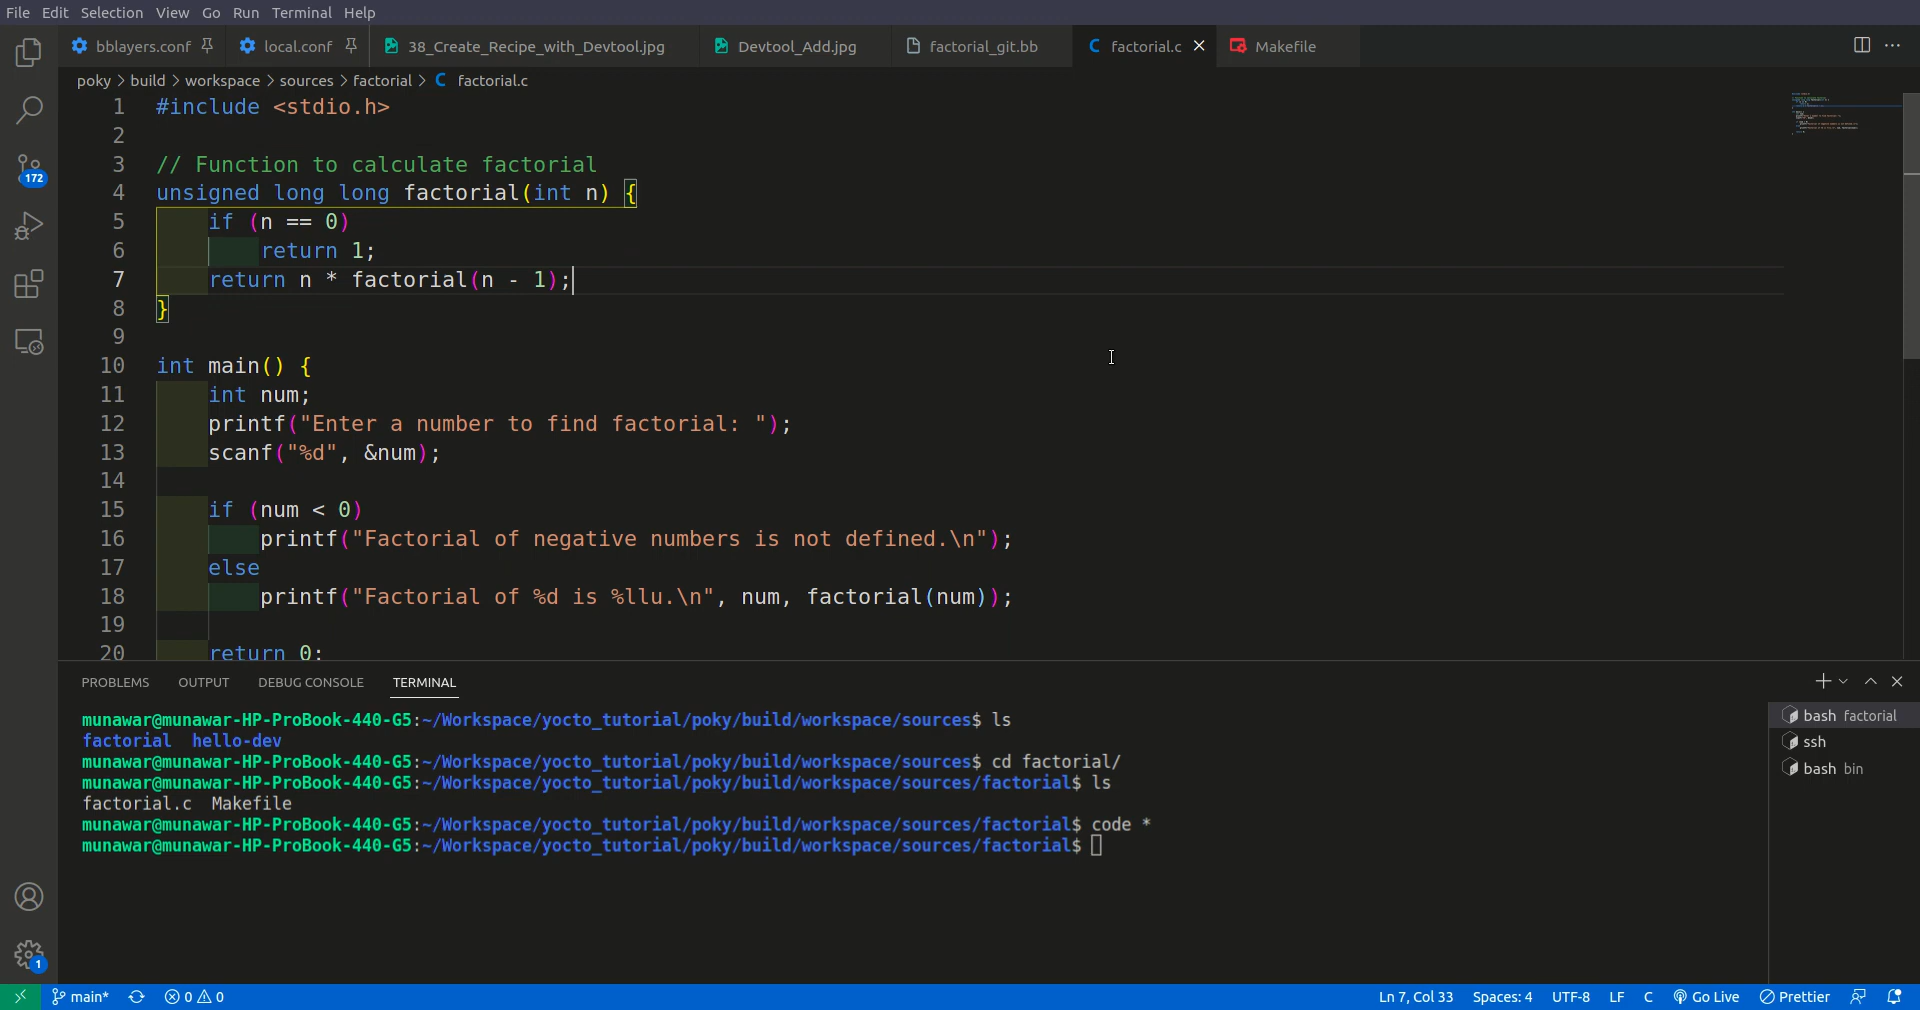 File Edit Selection View Go Run Terminal Help
bblayers.conf local.conf 38_Create_Recipe_with_Devtool.jpg Devtool_Add.jpg factorial_git.bb C factorial.c Makefile
poky > build > workspace > sources > factorial > C factorial.c
1 #include <stdio.h>
2
3 // Function to calculate factorial
4 unsigned long long factorial(int n) {
5 if (n == 0)
6 return 1;
7 return n * factorial(n - 1);
8 }
9
10 int main() {
11 int num;
12 printf("Enter a number to find factorial: ");
13 scanf("%d", &num);
14
15 if (num < 0)
16 printf("Factorial of negative numbers is not defined.\n");
17 else
18 printf("Factorial of %d is %llu.\n", num, factorial(num));
19
20 return 0;
172
1
PROBLEMS OUTPUT DEBUG CONSOLE TERMINAL
munawar@munawar-HP-ProBook-440-G5:~/Workspace/yocto_tutorial/poky/build/workspace/sources$ ls
factorial hello-dev
munawar@munawar-HP-ProBook-440-G5:~/Workspace/yocto_tutorial/poky/build/workspace/sources$ cd factorial/
munawar@munawar-HP-ProBook-440-G5:~/Workspace/yocto_tutorial/poky/build/workspace/sources/factorial$ ls
factorial.c Makefile
munawar@munawar-HP-ProBook-440-G5:~/Workspace/yocto_tutorial/poky/build/workspace/sources/factorial$ code *
munawar@munawar-HP-ProBook-440-G5:~/Workspace/yocto_tutorial/poky/build/workspace/sources/factorial$
bash factorial
ssh
bash bin
main* 0 0 Ln 7, Col 33 Spaces: 4 UTF-8 LF C Go Live Prettier